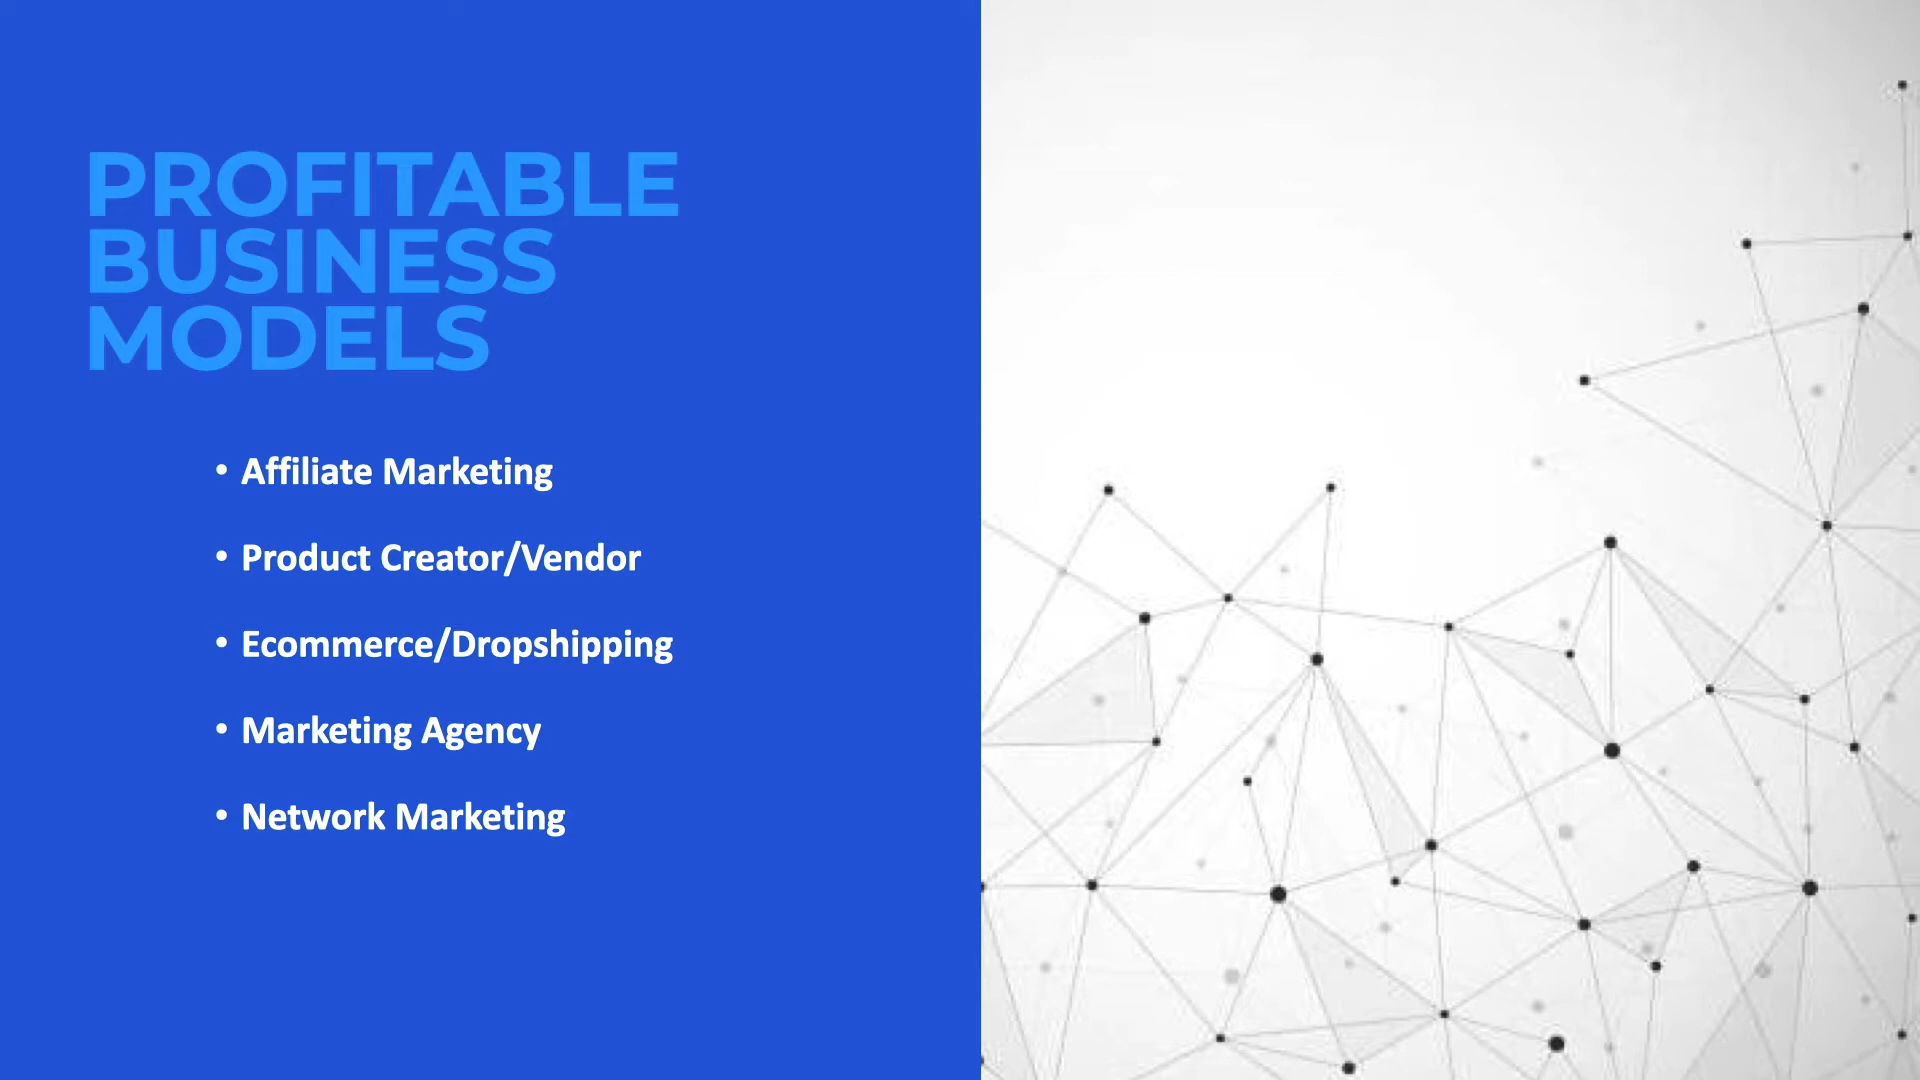 PROFITABLE
BUSINESS
MODELS
• Affiliate Marketing
• Product Creator/Vendor
• Ecommerce/Dropshipping
• Marketing Agency
• Network Marketing